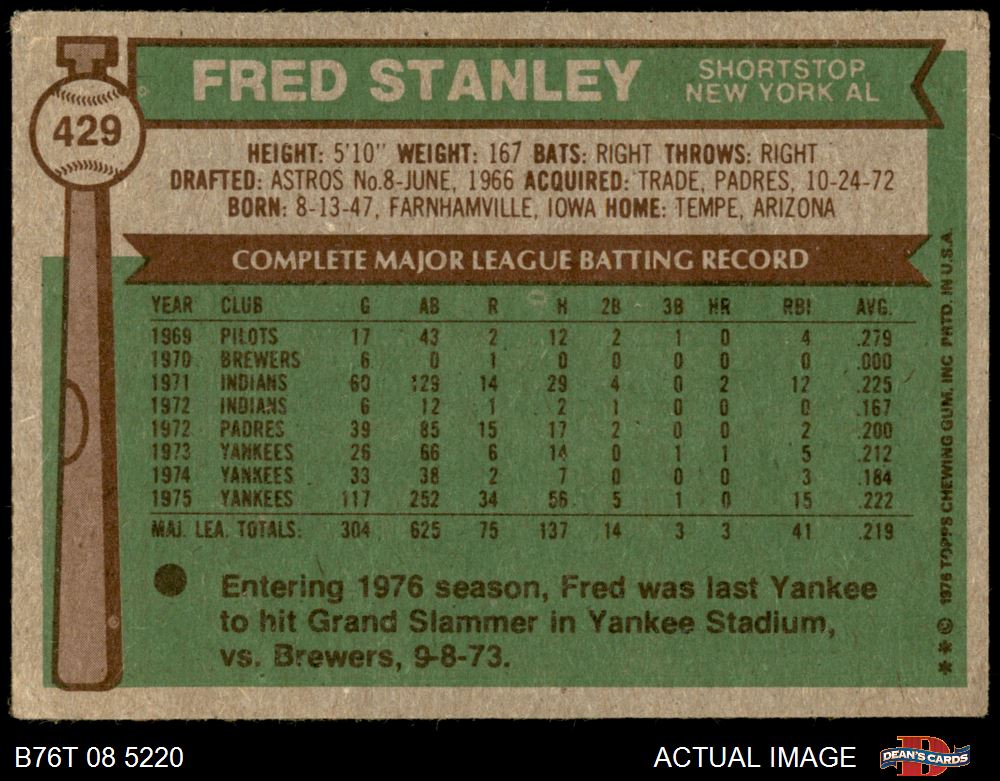 FRED STANLEY
SHORTSTOP
NEW YORK AL
429
HEIGHT: 5'10" WEIGHT: 167 BATS: RIGHT THROWS: RIGHT
DRAFTED: ASTROS No.8-JUNE, 1966 ACQUIRED: TRADE, PADRES, 10-24-72
BORN: 8-13-47, FARNHAMVILLE, IOWA HOME: TEMPE, ARIZONA
COMPLETE MAJOR LEAGUE BATTING RECORD
YEAR CLUB G AB R H 2B 3B HR RBI AVG.
1969 PILOTS 17 43 2 12 2 1 0 4 .279
1970 BREWERS 6 0 1 0 0 0 0 0 .000
1971 INDIANS 60 129 14 29 4 0 2 12 .225
1972 INDIANS 6 12 1 2 1 0 0 0 .167
1972 PADRES 39 85 15 17 2 0 0 2 .200
1973 YANKEES 26 66 6 14 0 1 1 5 .212
1974 YANKEES 33 38 2 7 0 0 0 3 .184
1975 YANKEES 117 252 34 56 5 1 0 15 .222
MAJ. LEA. TOTALS: 304 625 75 137 14 3 3 41 .219
Entering 1976 season, Fred was last Yankee
to hit Grand Slammer in Yankee Stadium,
vs. Brewers, 9-8-73.
** © 1976 TOPPS CHEWING GUM, INC PRTD. IN U.S.A.
B76T 08 5220
ACTUAL IMAGE
DEAN'S CARDS